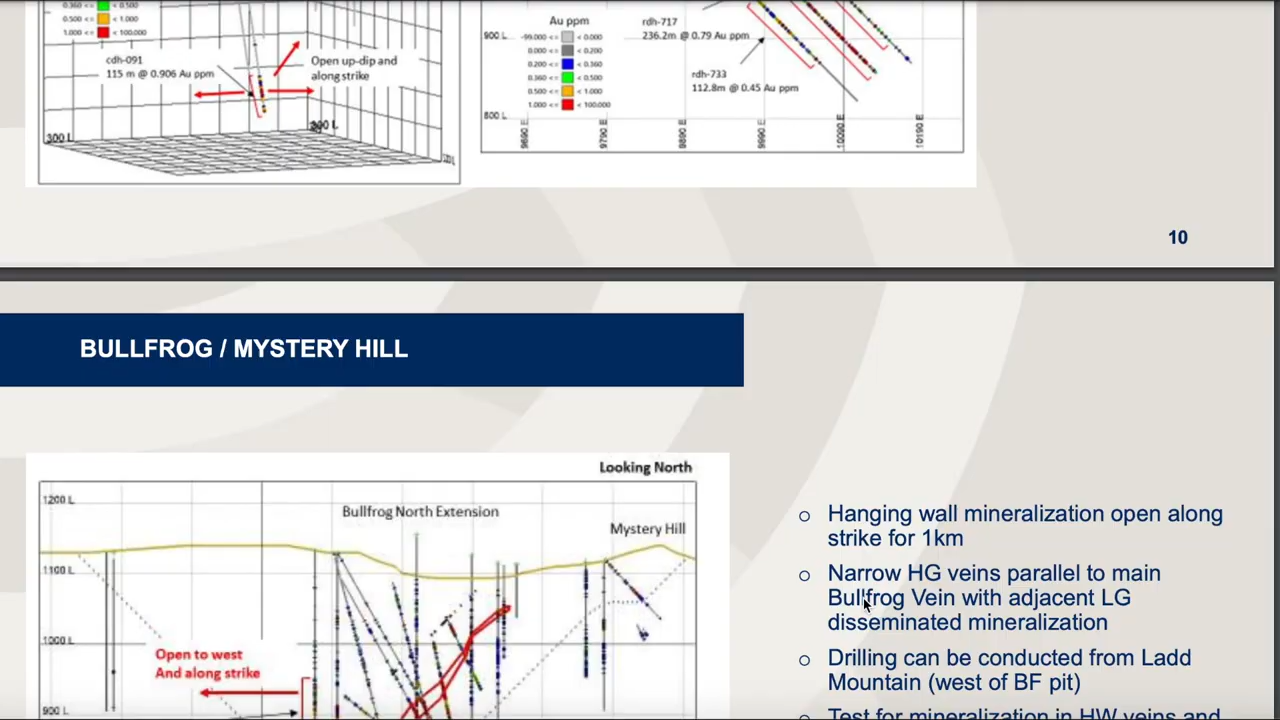 0.360 <= < 0.500
0.500 <= < 1.000
1.000 <= < 100.000
cdh-091
115 m @ 0.906 Au ppm
Open up-dip and
along strike
300 L
Au ppm
-99.000 <= < 0.000
0.000 <= < 0.200
0.200 <= < 0.360
0.360 <= < 0.500
0.500 <= < 1.000
1.000 <= < 100.000
900 L
800 L
rdh-717
236.2m @ 0.79 Au ppm
rdh-733
112.8m @ 0.45 Au ppm
9690 E
9790 E
9890 E
9990 E
10090 E
10190 E
10
BULLFROG / MYSTERY HILL
Looking North
1200 L
Bullfrog North Extension
Mystery Hill
1100 L
1000 L
Open to west
And along strike
900 L
o Hanging wall mineralization open along
strike for 1km
o Narrow HG veins parallel to main
Bullfrog Vein with adjacent LG
disseminated mineralization
o Drilling can be conducted from Ladd
Mountain (west of BF pit)
o Test for mineralization in HW veins and